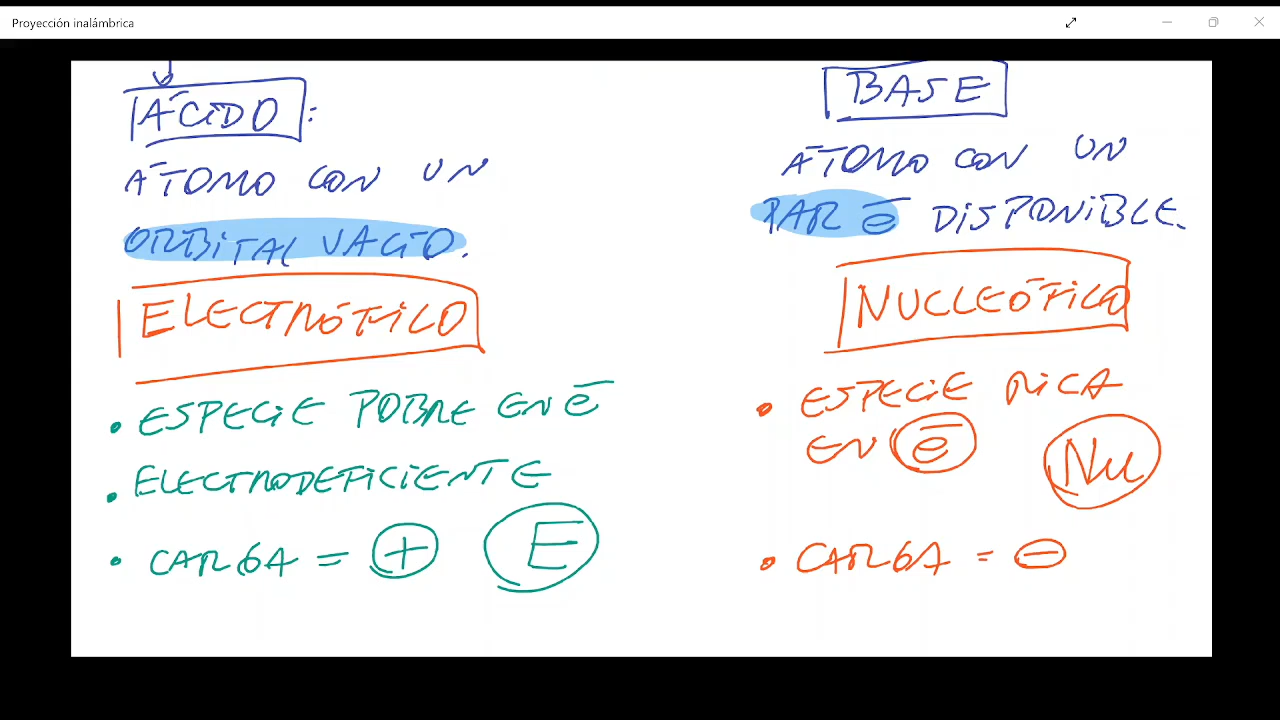 Proyección inalámbrica
ÁCIDO:
ÁTOMO CON UN
ORBITAL VACÍO.
ELECTRÓFILO
• ESPECIE POBRE EN e̅
• ELECTRODEFICIENTE
• CARGA = + E
BASE
ÁTOMO CON UN
PAR e̅ DISPONIBLE.
NUCLEÓFILO
• ESPECIE RICA
EN e̅ Nu
• CARGA = −